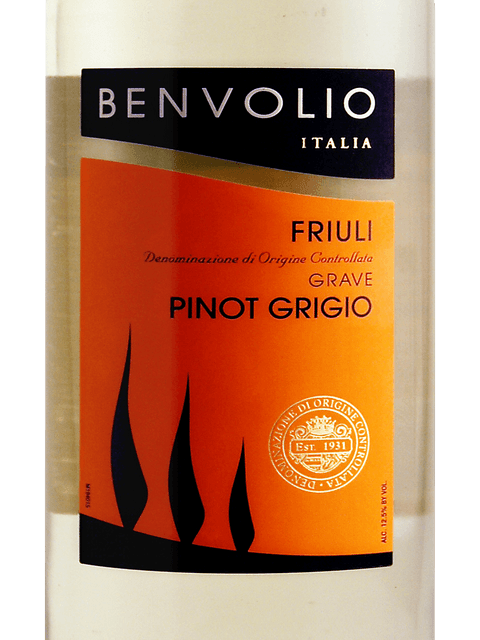 BENVOLIO
ITALIA
FRIULI
Denominazione di Origine Controllata
GRAVE
PINOT GRIGIO
DENOMINAZIONE DI ORIGINE CONTROLLATA
EST. 1931
ALC. 12.5% BY VOL.